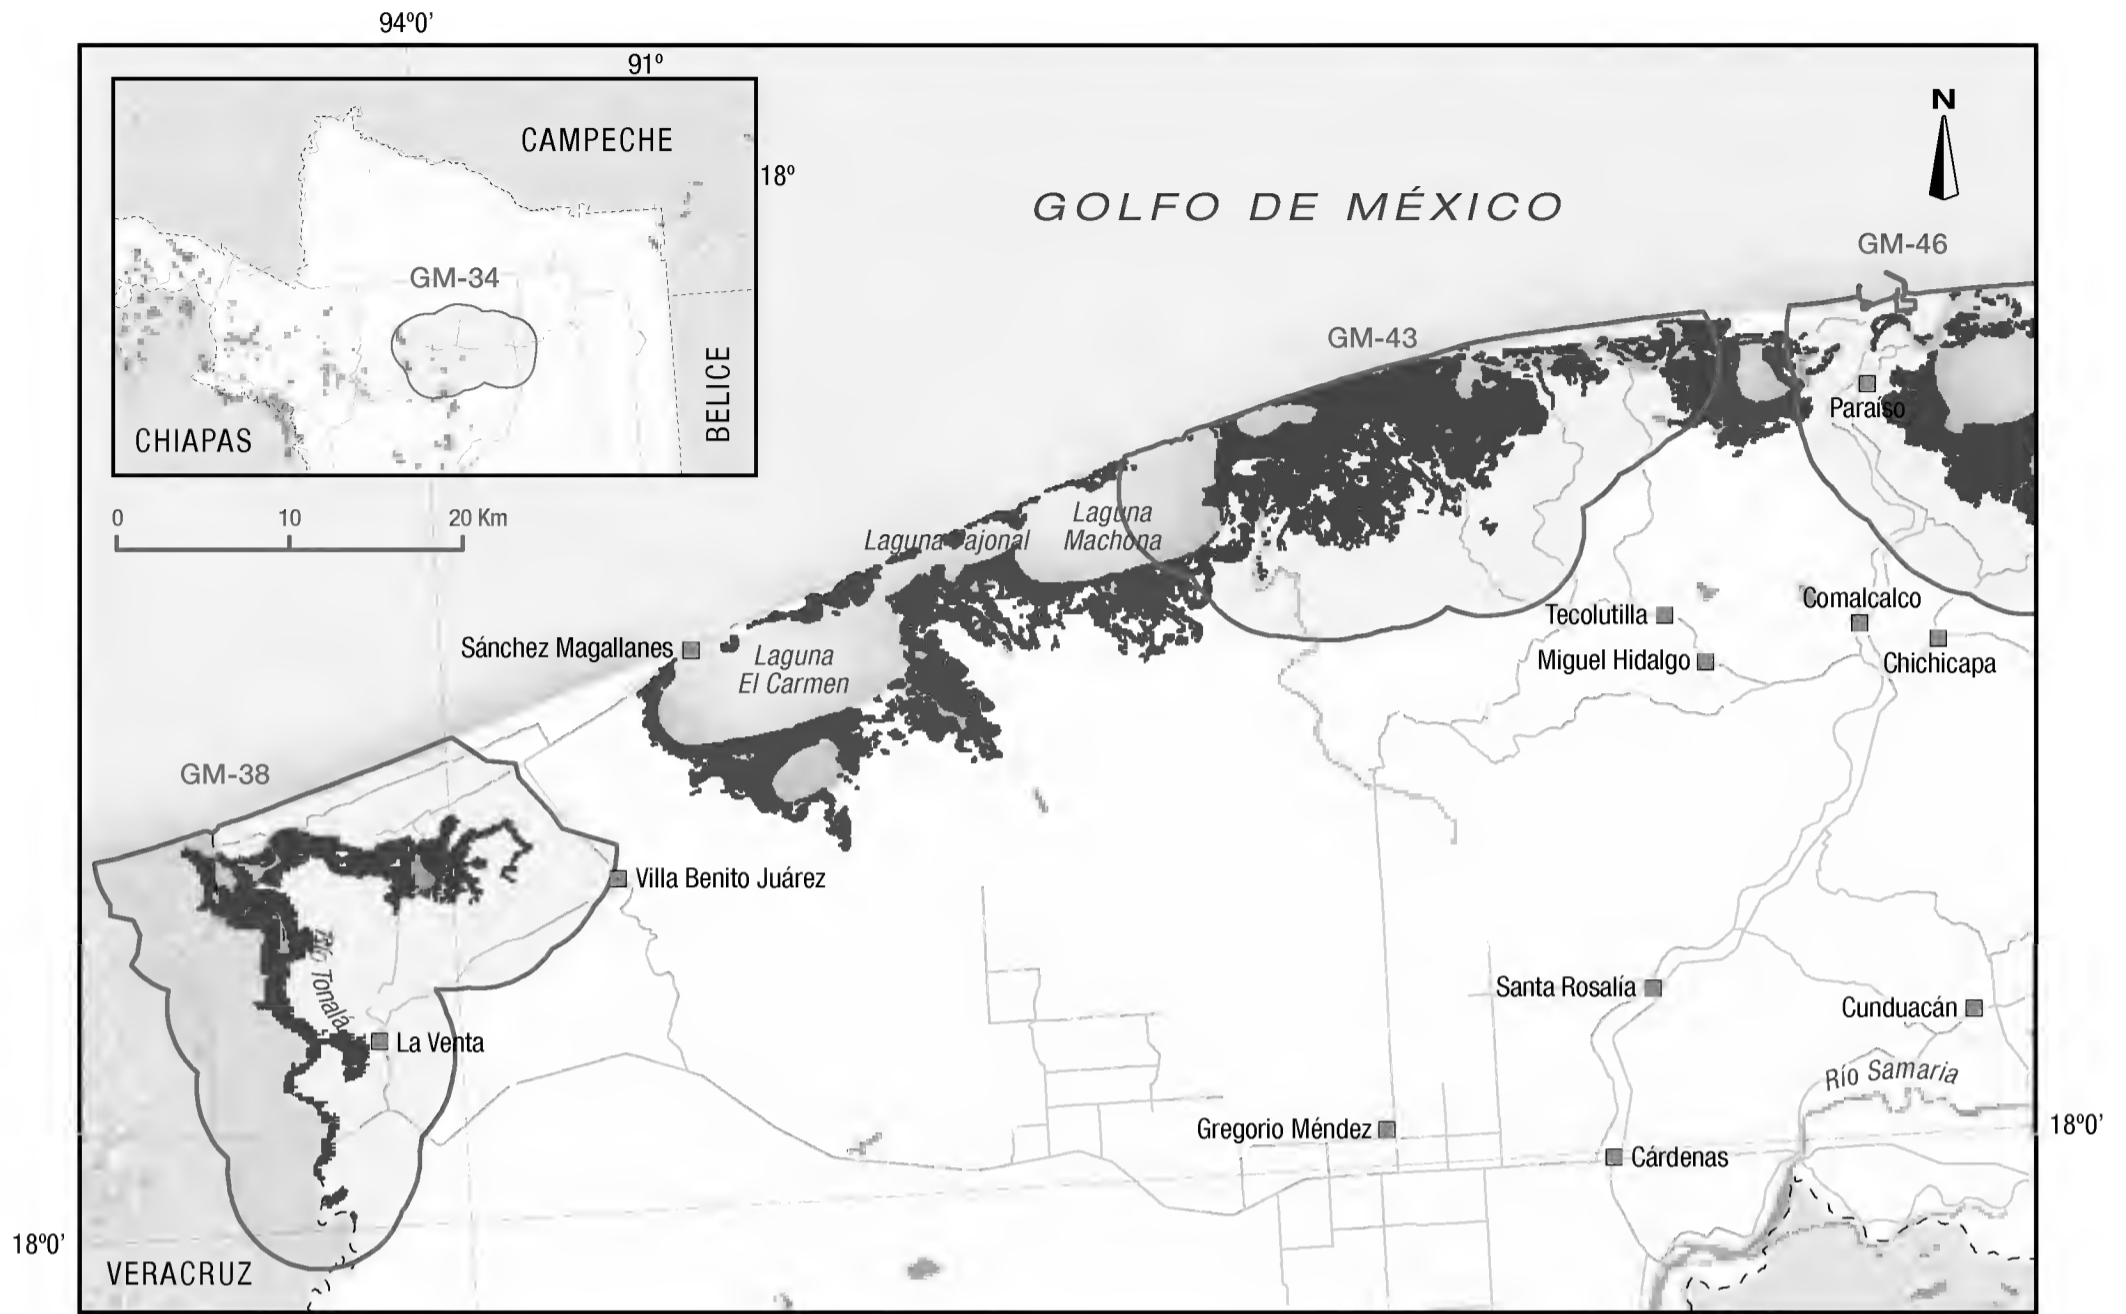 94º0'
91º
CAMPECHE
18º
GM-34
BELICE
CHIAPAS
0 10 20 Km
N
GOLFO DE MÉXICO
GM-46
GM-43
Paraíso
Laguna
Machona
Laguna Pajonal
Comalcalco
Tecolutilla
Chichicapa
Miguel Hidalgo
Sánchez Magallanes
Laguna
El Carmen
GM-38
Villa Benito Juárez
Río Tonalá
La Venta
Santa Rosalía
Cunduacán
Río Samaria
Gregorio Méndez
Cárdenas
18º0'
18º0'
VERACRUZ